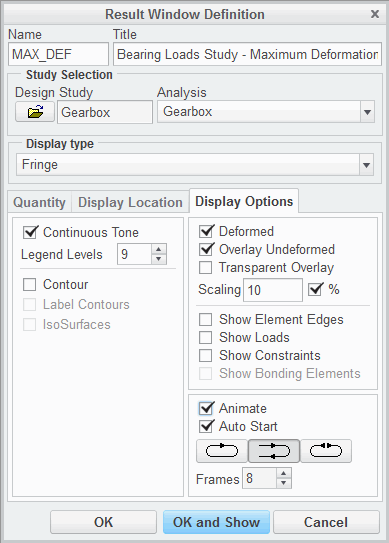 Result Window Definition
Name Title
MAX_DEF Bearing Loads Study - Maximum Deformation
Study Selection
Design Study Analysis
Gearbox Gearbox
Display type
Fringe
Quantity Display Location Display Options
Continuous Tone
Legend Levels 9
Contour
Label Contours
IsoSurfaces
Deformed
Overlay Undeformed
Transparent Overlay
Scaling 10 %
Show Element Edges
Show Loads
Show Constraints
Show Bonding Elements
Animate
Auto Start
Frames 8
OK OK and Show Cancel